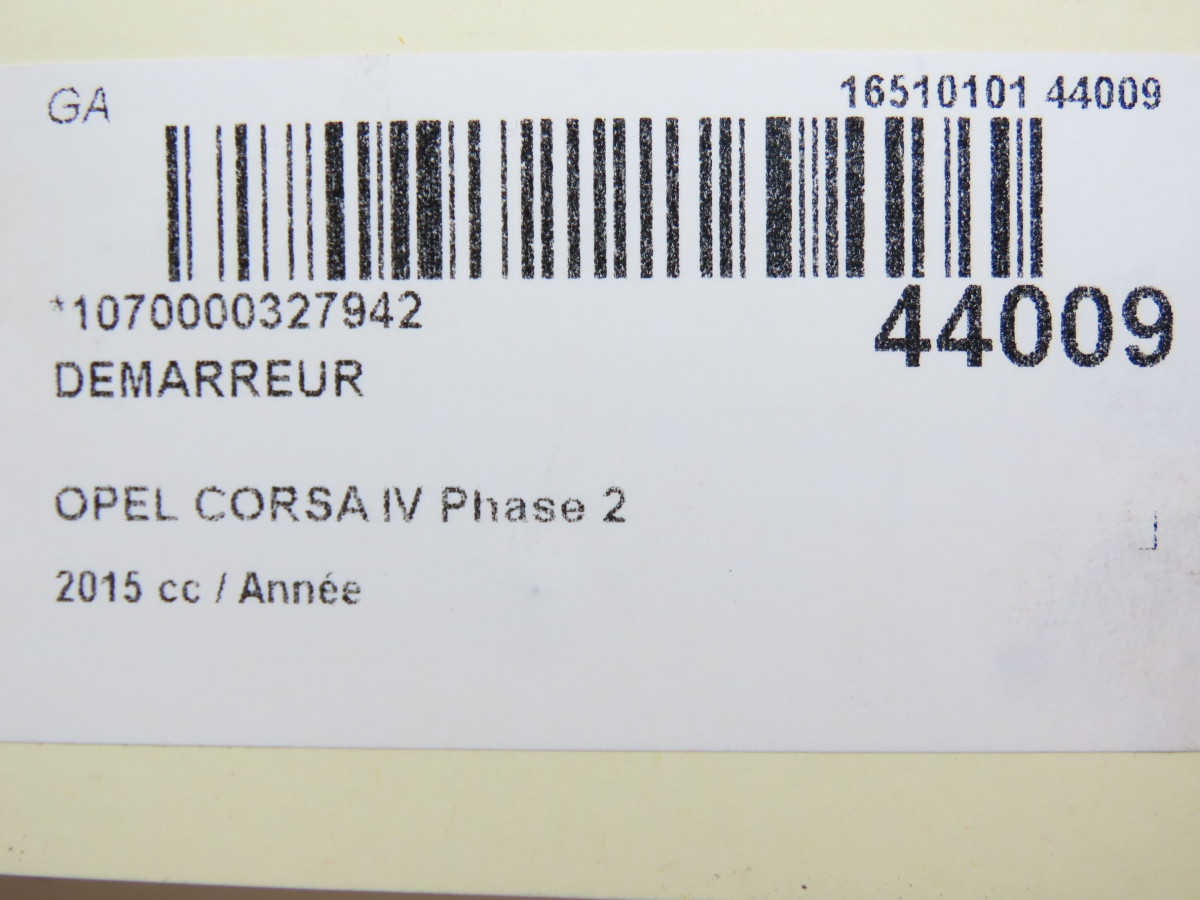 GA
16510101 44009
*1070000327942
44009
DEMARREUR
OPEL CORSA IV Phase 2
2015 cc / Année